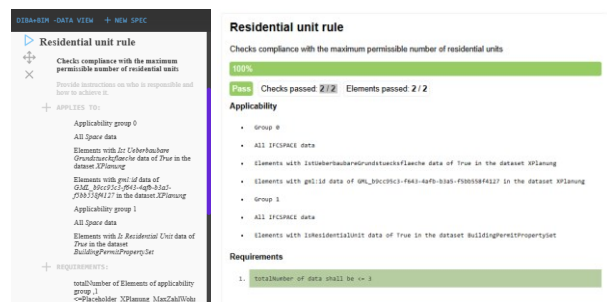 DIBA+BIM -DATA VIEW + NEW SPEC
Residential unit rule
Checks compliance with the maximum
permissible number of residential units
Provide instructions on who is responsible and
how to achieve it.
APPLIES TO:
Applicability group 0
All Space data
Elements with Ist Ueberbaubare
Grundstuecksflaeche data of True in the
dataset XPlanung
Elements with gml:id data of
GML_b9cc95c3-f643-4afb-b3a5-
f5bb558f4127 in the dataset XPlanung
Applicability group 1
All Space data
Elements with Is Residential Unit data of
True in the dataset
BuildingPermitPropertySet
REQUIREMENTS:
totalNumber of Elements of applicability
group ,1
<=Placeholder XPlanung MaxZahlWohn
Residential unit rule
Checks compliance with the maximum permissible number of residential units
100%
Pass Checks passed: 2 / 2 Elements passed: 2 / 2
Applicability
• Group 0
• All IFCSPACE data
• Elements with IstUeberbaubareGrundstuecksflaeche data of True in the dataset XPlanung
• Elements with gml:id data of GML_b9cc95c3-f643-4afb-b3a5-f5bb558f4127 in the dataset XPlanung
• Group 1
• All IFCSPACE data
• Elements with IsResidentialUnit data of True in the dataset BuildingPermitPropertySet
Requirements
1. totalNumber of data shall be <= 3